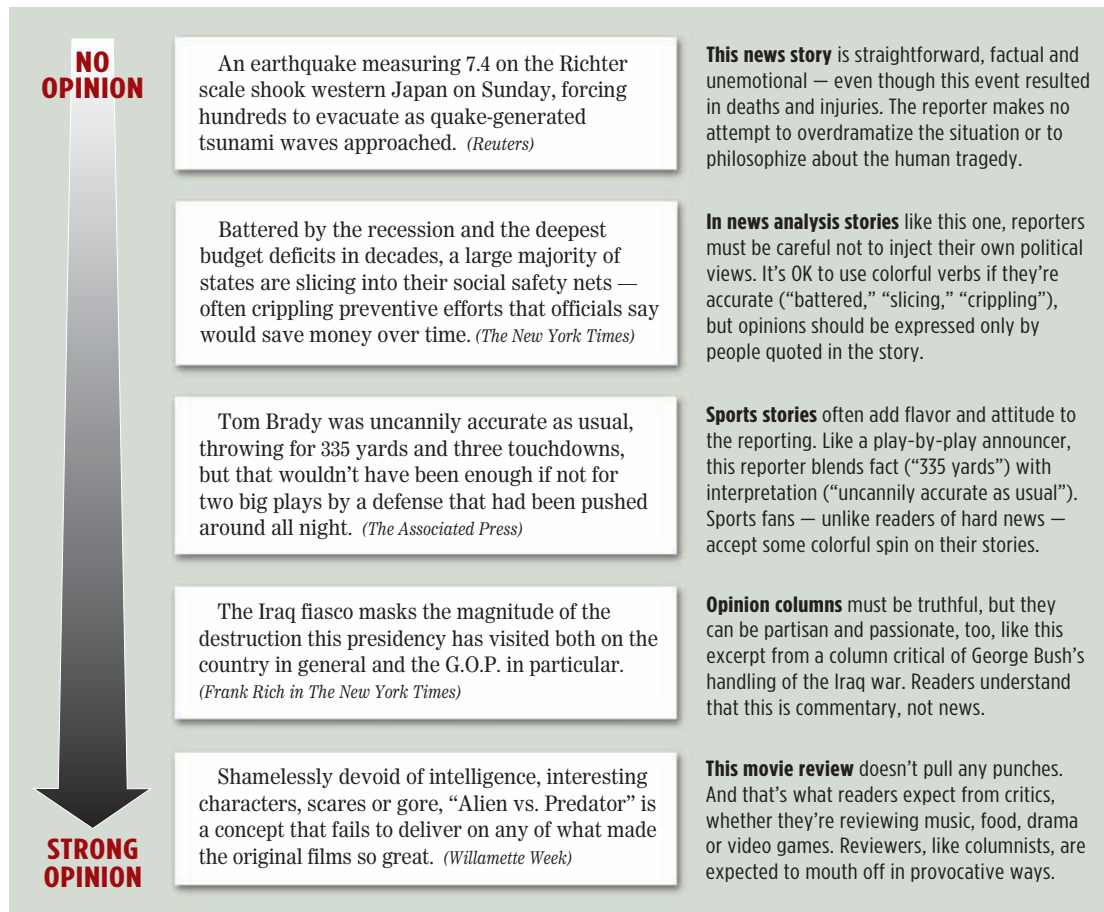 NO
OPINION
An earthquake measuring 7.4 on the Richter
scale shook western Japan on Sunday, forcing
hundreds to evacuate as quake-generated
tsunami waves approached. (Reuters)
This news story is straightforward, factual and
unemotional — even though this event resulted
in deaths and injuries. The reporter makes no
attempt to overdramatize the situation or to
philosophize about the human tragedy.
Battered by the recession and the deepest
budget deficits in decades, a large majority of
states are slicing into their social safety nets —
often crippling preventive efforts that officials say
would save money over time. (The New York Times)
In news analysis stories like this one, reporters
must be careful not to inject their own political
views. It’s OK to use colorful verbs if they’re
accurate (“battered,” “slicing,” “crippling”),
but opinions should be expressed only by
people quoted in the story.
Tom Brady was uncannily accurate as usual,
throwing for 335 yards and three touchdowns,
but that wouldn’t have been enough if not for
two big plays by a defense that had been pushed
around all night. (The Associated Press)
Sports stories often add flavor and attitude to
the reporting. Like a play-by-play announcer,
this reporter blends fact (“335 yards”) with
interpretation (“uncannily accurate as usual”).
Sports fans — unlike readers of hard news —
accept some colorful spin on their stories.
The Iraq fiasco masks the magnitude of the
destruction this presidency has visited both on the
country in general and the G.O.P. in particular.
(Frank Rich in The New York Times)
Opinion columns must be truthful, but they
can be partisan and passionate, too, like this
excerpt from a column critical of George Bush’s
handling of the Iraq war. Readers understand
that this is commentary, not news.
Shamelessly devoid of intelligence, interesting
characters, scares or gore, “Alien vs. Predator” is
a concept that fails to deliver on any of what made
the original films so great. (Willamette Week)
This movie review doesn’t pull any punches.
And that’s what readers expect from critics,
whether they’re reviewing music, food, drama
or video games. Reviewers, like columnists, are
expected to mouth off in provocative ways.
STRONG
OPINION